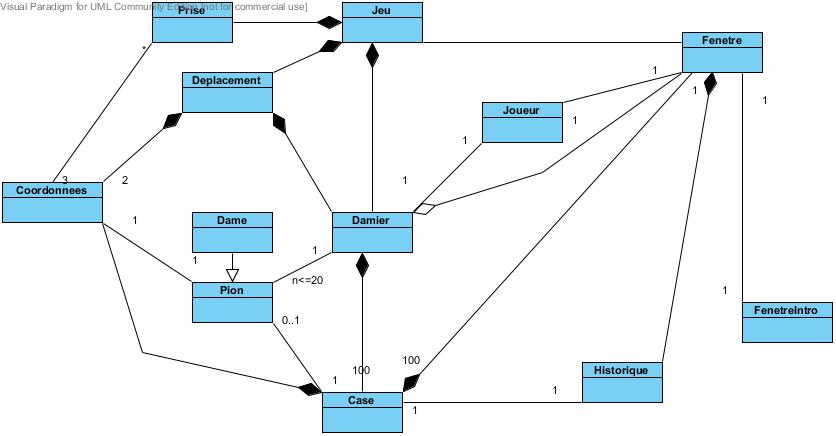 Visual Paradigm for UML Community Edition [not for commercial use]
Prise
Jeu
Fenetre
*
1
Deplacement
1
1
Joueur
1
1
3
2
1
Coordonnees
1
Dame
Damier
1
1
n<=20
Pion
1
FenetreIntro
0..1
100
100
Historique
1
1
Case
1